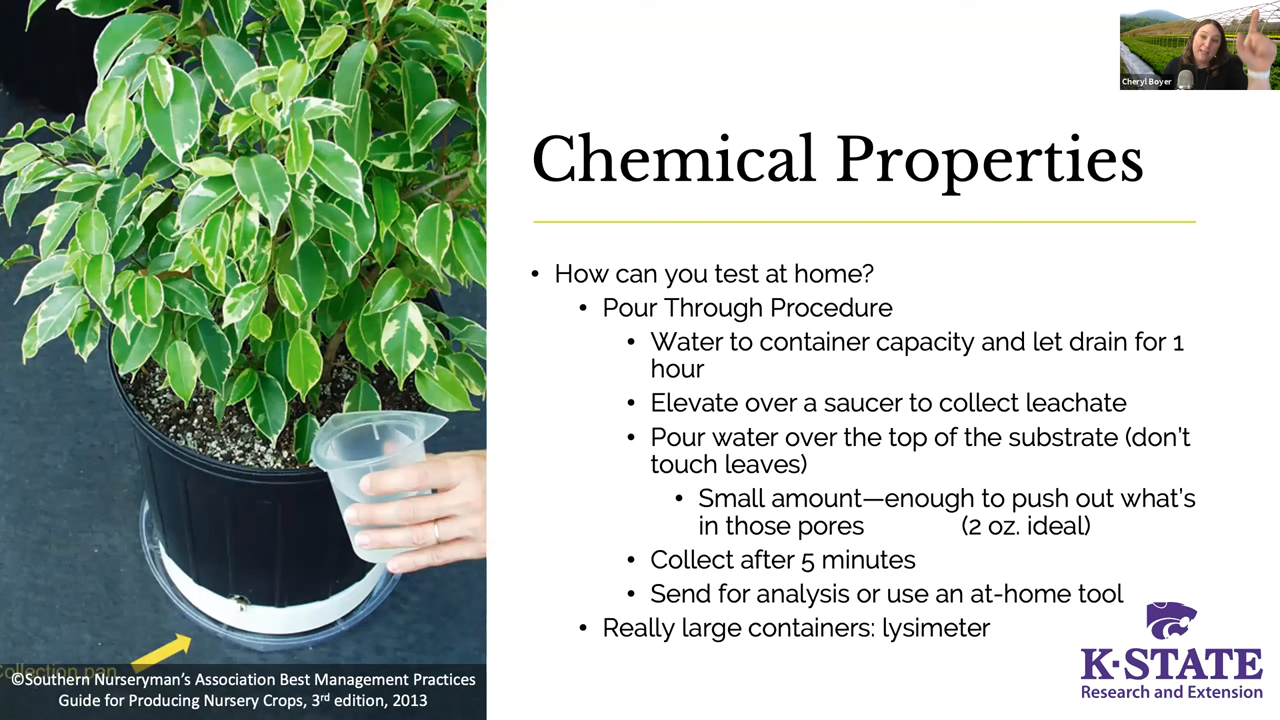 Cheryl Boyer
Chemical Properties
• How can you test at home?
• Pour Through Procedure
• Water to container capacity and let drain for 1
hour
• Elevate over a saucer to collect leachate
• Pour water over the top of the substrate (don't
touch leaves)
• Small amount—enough to push out what's
in those pores (2 oz. ideal)
• Collect after 5 minutes
• Send for analysis or use an at-home tool
• Really large containers: lysimeter
Collection pan
©Southern Nurseryman's Association Best Management Practices
Guide for Producing Nursery Crops, 3rd edition, 2013
K-STATE
Research and Extension